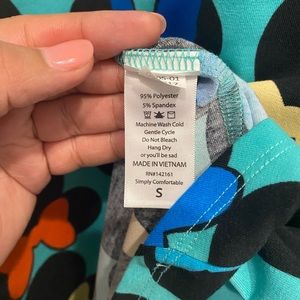 95% Polyester
5% Spandex
Machine Wash Cold
Gentle Cycle
Do Not Bleach
Hang Dry
or you'll be sad
MADE IN VIETNAM
RN#142161
Simply Comfortable
S